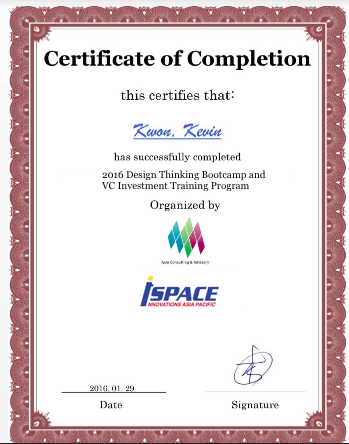 Certificate of Completion
this certifies that:
Kwon, Kevin
has successfully completed
2016 Design Thinking Bootcamp and
VC Investment Training Program
Organized by
Asia Consulting & Advisory
iSPACE
INNOVATIONS ASIA PACIFIC
2016. 01. 29
Date
Signature